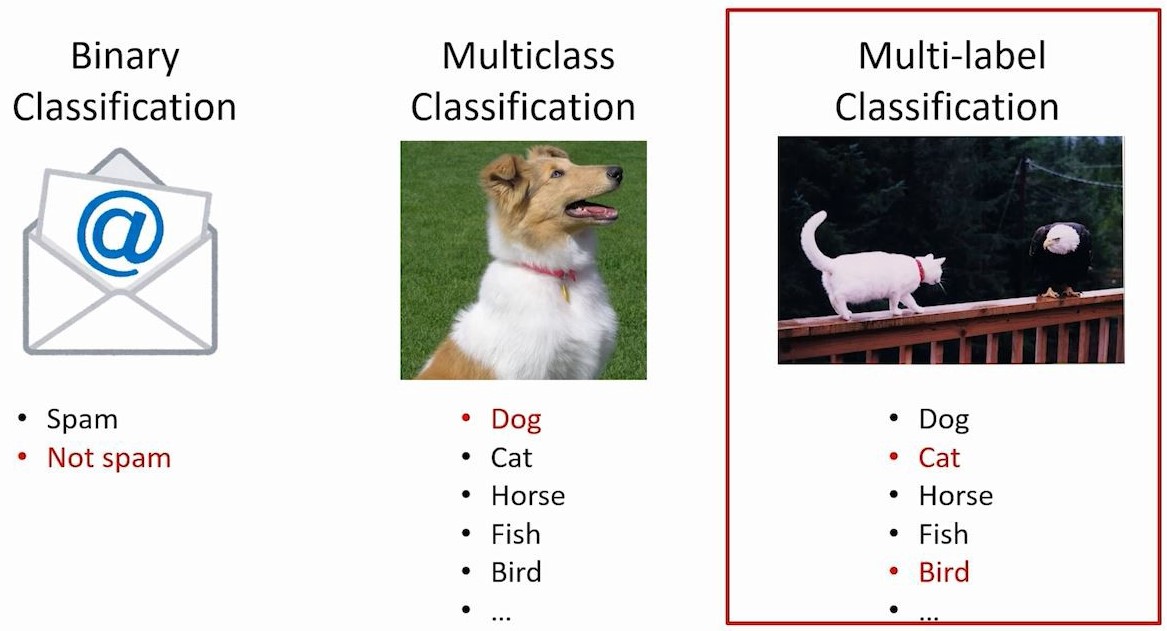 Binary
Classification
@
• Spam
• Not spam
Multiclass
Classification
• Dog
• Cat
• Horse
• Fish
• Bird
• ...
Multi-label
Classification
• Dog
• Cat
• Horse
• Fish
• Bird
• ...